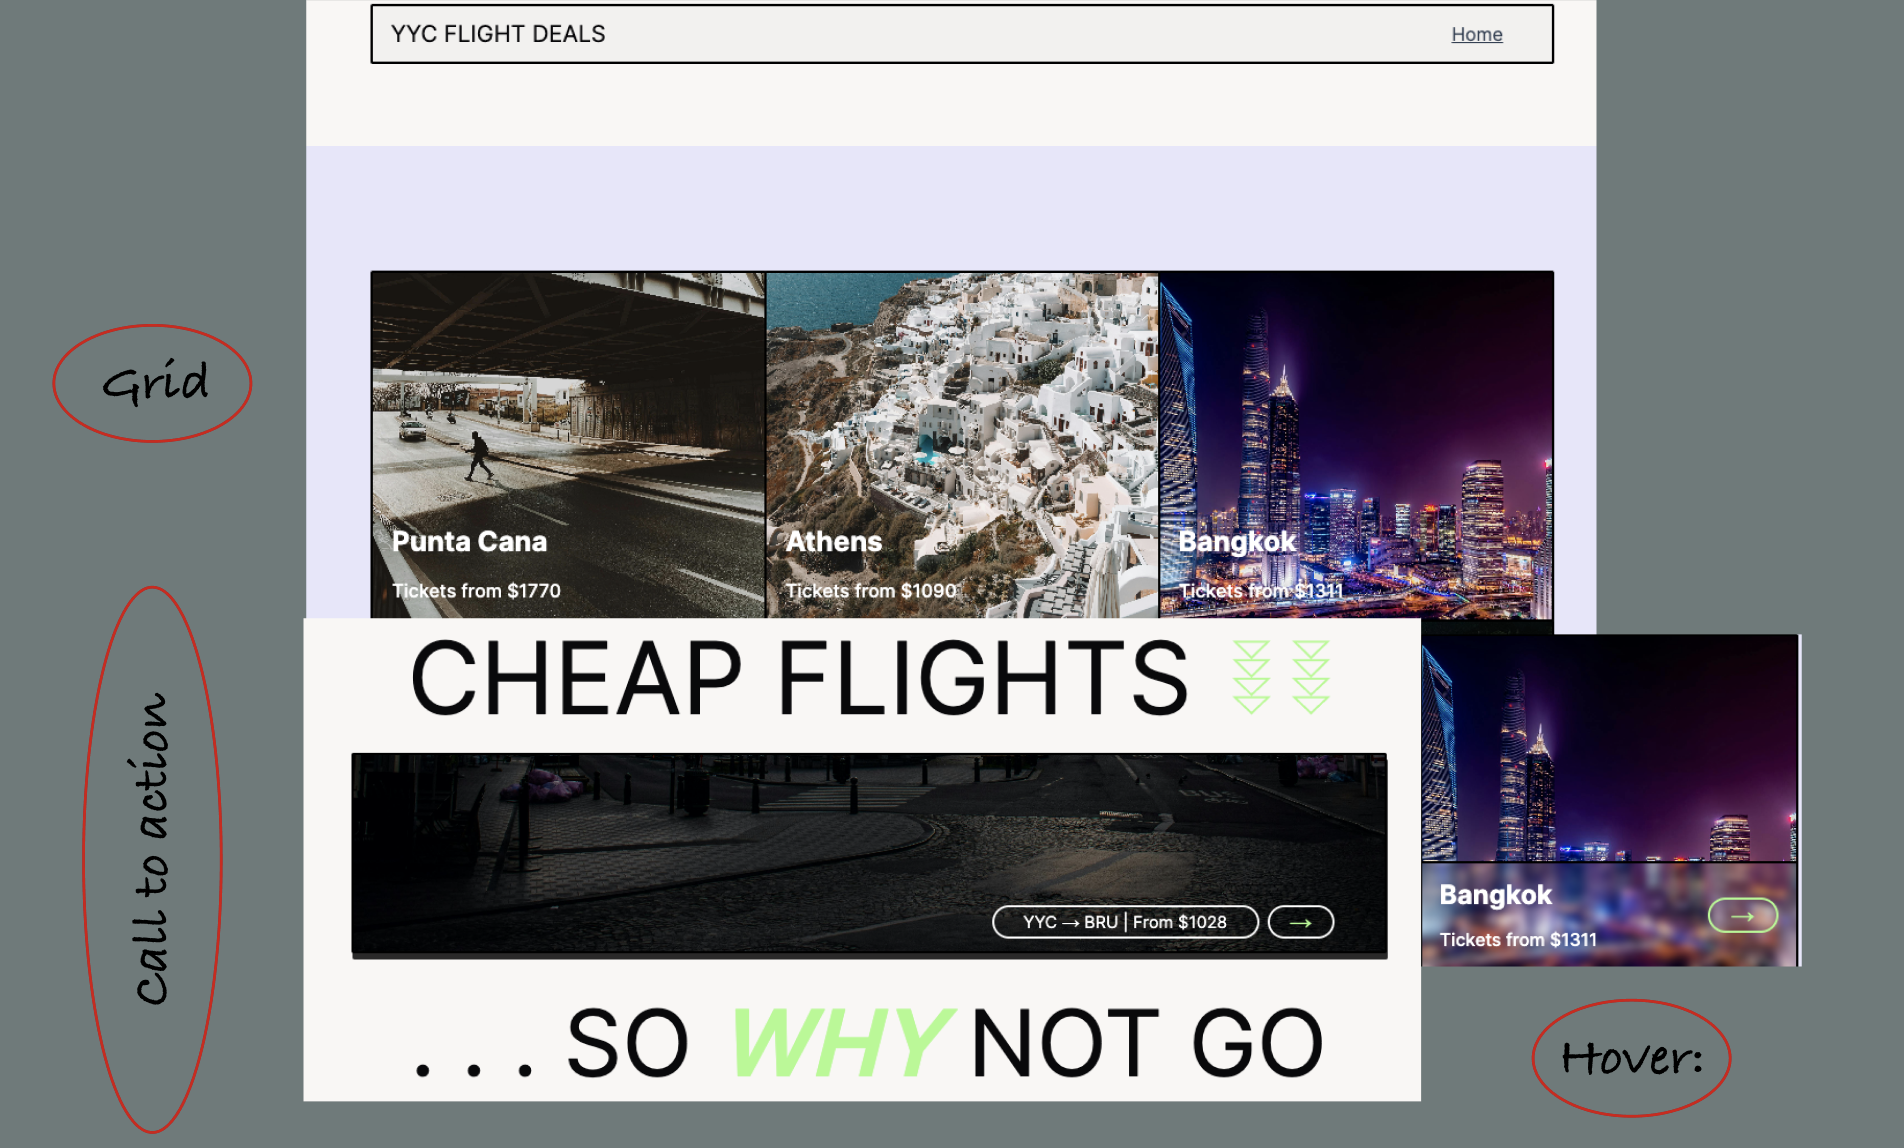 YYC FLIGHT DEALS
Home
Grid
Punta Cana
Tickets from $1770
Athens
Tickets from $1090
Bangkok
Tickets from $1311
Call to action
CHEAP FLIGHTS
YYC → BRU | From $1028
→
. . . SO WHY NOT GO
Bangkok
Tickets from $1311
→
Hover: